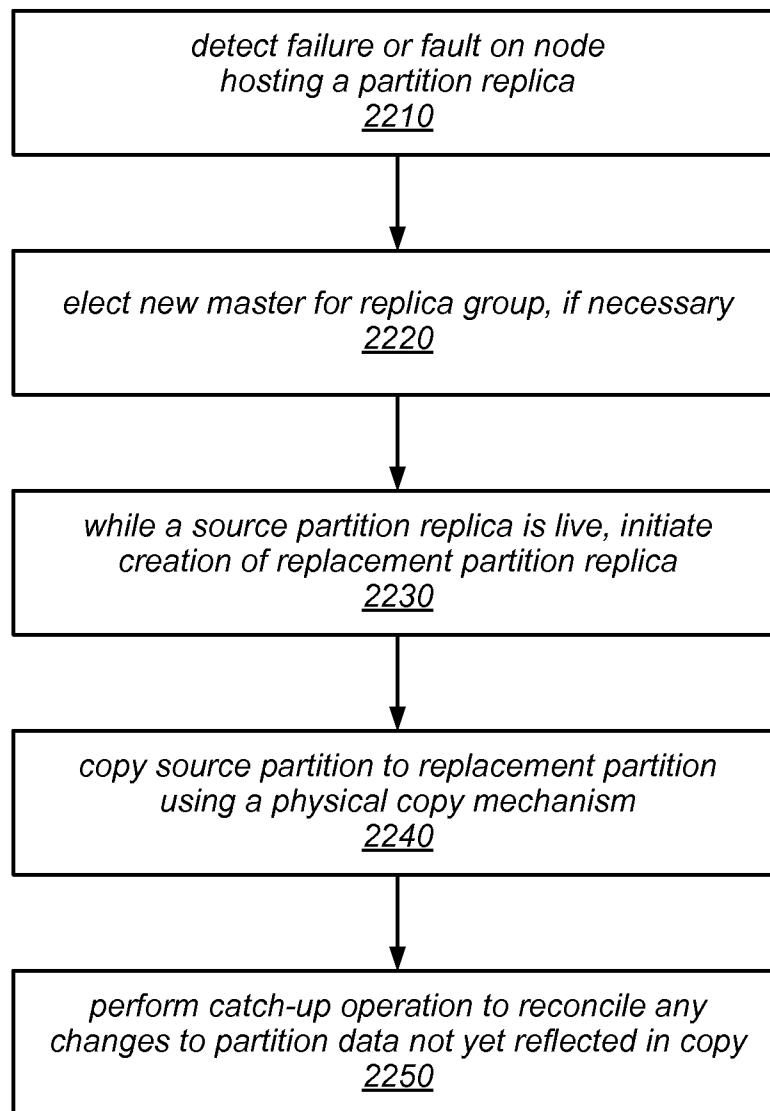 detect failure or fault on node
hosting a partition replica
2210
elect new master for replica group, if necessary
2220
while a source partition replica is live, initiate
creation of replacement partition replica
2230
copy source partition to replacement partition
using a physical copy mechanism
2240
perform catch-up operation to reconcile any
changes to partition data not yet reflected in copy
2250